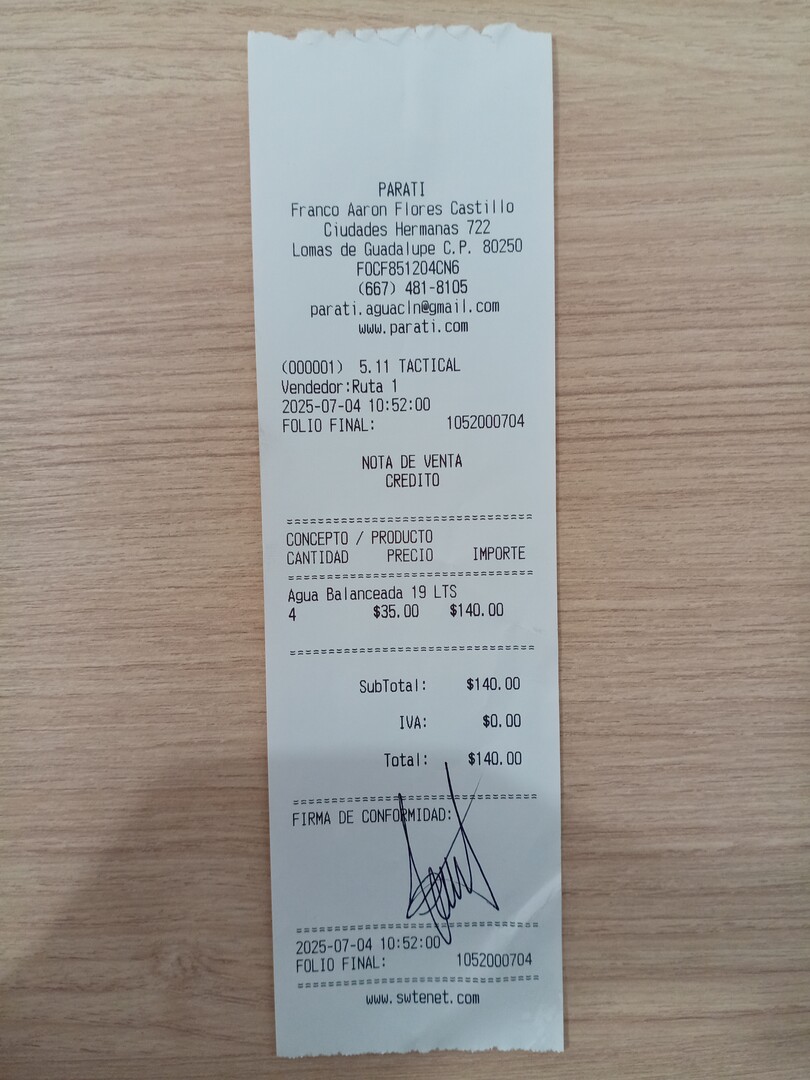 PARATI
Franco Aaron Flores Castillo
Ciudades Hermanas 722
Lomas de Guadalupe C.P. 80250
FOCF851204CN6
(667) 481-8105
parati.aguacln@gmail.com
www.parati.com
(000001) 5.11 TACTICAL
Vendedor:Ruta 1
2025-07-04 10:52:00
FOLIO FINAL: 1052000704
NOTA DE VENTA
CREDITO
================================
CONCEPTO / PRODUCTO
CANTIDAD PRECIO IMPORTE
================================
Agua Balanceada 19 LTS
4 $35.00 $140.00
================================
SubTotal: $140.00
IVA: $0.00
Total: $140.00
================================
FIRMA DE CONFORMIDAD:
================================
2025-07-04 10:52:00
FOLIO FINAL: 1052000704
================================
www.swtenet.com